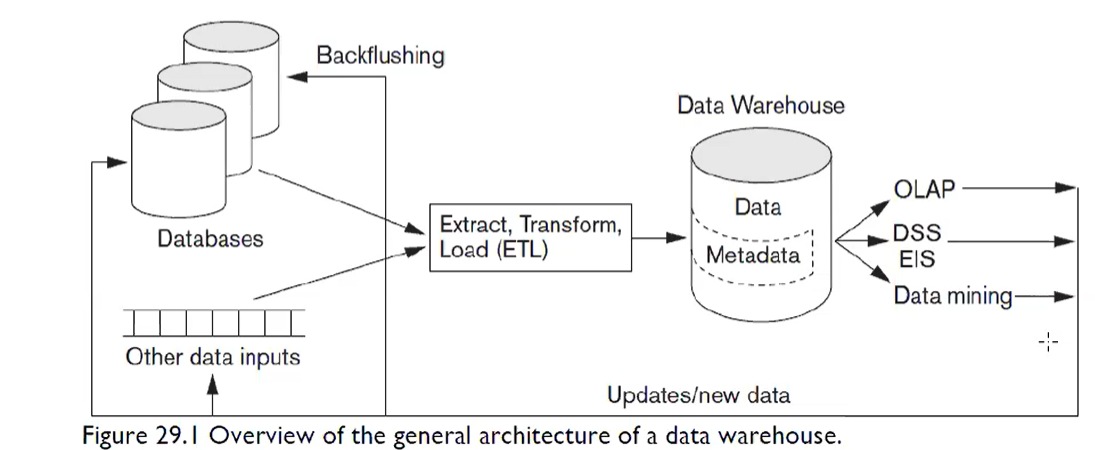 Backflushing
Data Warehouse
Databases
Extract, Transform,
Load (ETL)
Data
Metadata
OLAP
DSS
EIS
Data mining
Other data inputs
Updates/new data
Figure 29.1 Overview of the general architecture of a data warehouse.